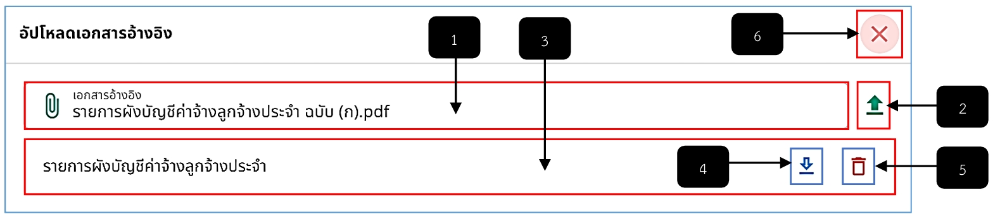 อัปโหลดเอกสารอ้างอิง
1
3
6
เอกสารอ้างอิง
รายการผังบัญชีค่าจ้างลูกจ้างประจำ ฉบับ (ก).pdf
2
รายการผังบัญชีค่าจ้างลูกจ้างประจำ
4
5